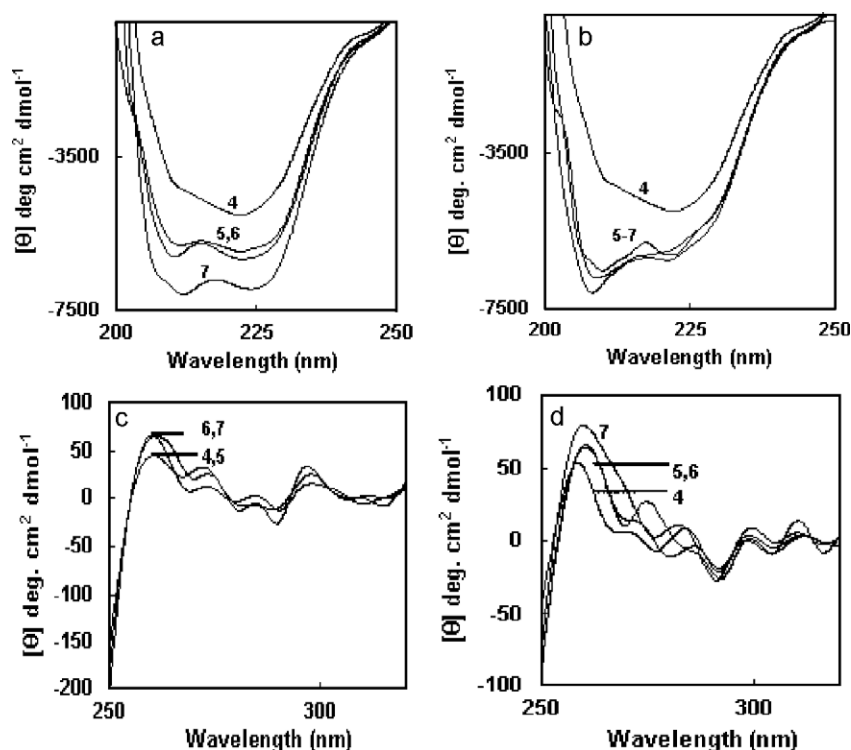 a
[Θ] deg cm² dmol⁻¹
-3500
-7500
4
5,6
7
200 225 250
Wavelength (nm)
b
[Θ] deg. cm² dmol⁻¹
-3500
-7500
4
5-7
200 225 250
Wavelength (nm)
c
[Θ] deg. cm² dmol⁻¹
100
50
0
-50
-100
-150
-200
6,7
4,5
250 300
Wavelength (nm)
d
[Θ] deg. cm² dmol⁻¹
100
50
0
-50
-100
7
5,6
4
250 300
Wavelength (nm)